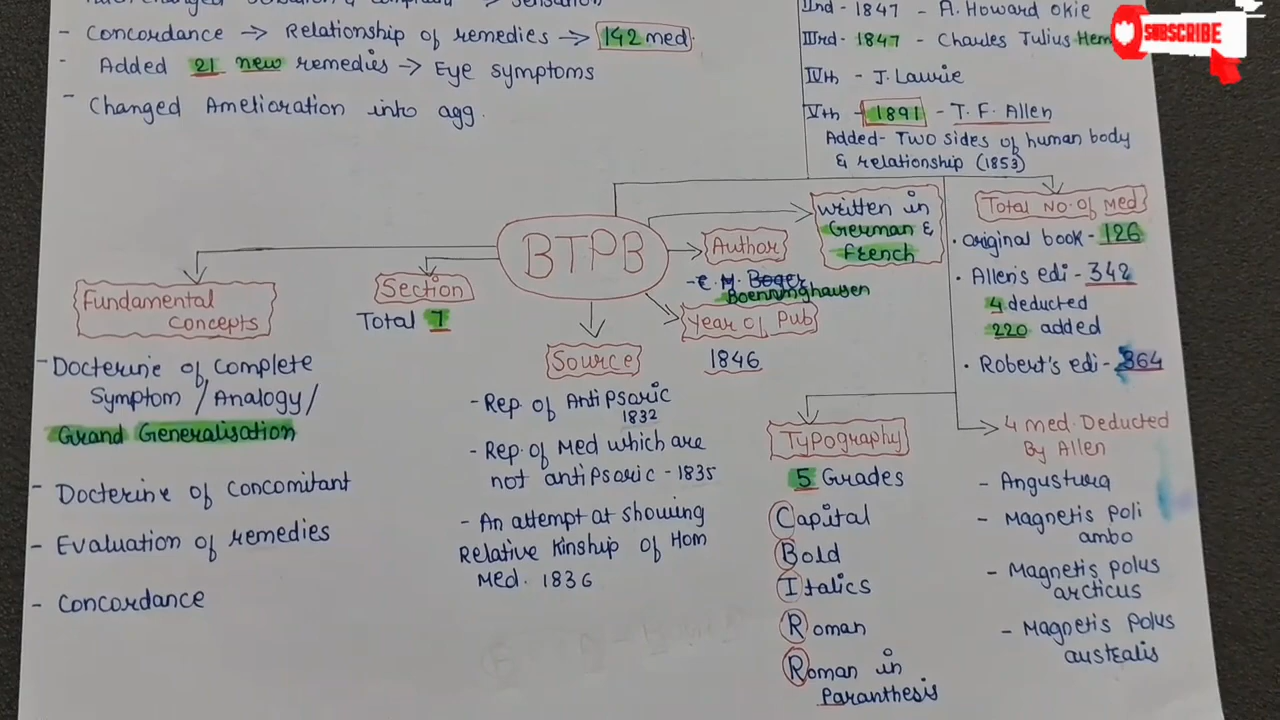 - Concordance → Relationship of remedies → 142 med.
- Added 21 new remedies → Eye symptoms
- Changed Amelioration into agg.
IInd - 1847 - A. Howard Okie
IIIrd - 1847 - Charles Julius Hem
IVth - J. Laurie
Vth - 1891 - T. F. Allen
Added- Two sides of human body
& relationship (1853)
SUBSCRIBE
BTPB
Fundamental
Concepts
- Docterine of complete
Symptom / Analogy /
Grand Generalisation
- Docterine of concomitant
- Evaluation of remedies
- Concordance
Section
Total 7
Source
- Rep. of Antipsoric
1832
- Rep. of Med which are
not antipsoric - 1835
- An attempt at showing
Relative Kinship of Hom
Med. 1836
Author
- C. M. Boger
Boenninghausen
Year of Pub
1846
Written in
German &
French
Total No. of Med
. Original book - 126
. Allen's edi - 342
4 deducted
220 added
. Robert's edi - 364
Typography
5 Grades
Capital
Bold
Italics
Roman
Roman in
Paranthesis
4 med. Deducted
By Allen
- Angustura
- Magnetis poli
ambo
- Magnetis polus
arcticus
- Magnetis polus
australis